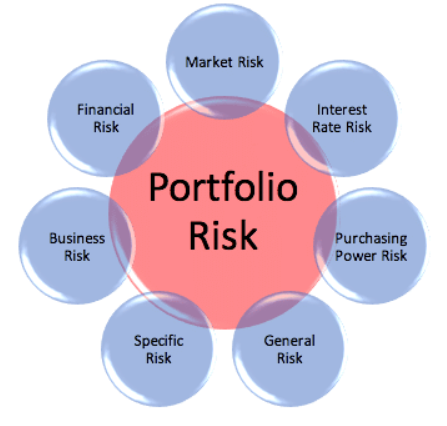 Market Risk
Interest
Rate Risk
Purchasing
Power Risk
General
Risk
Specific
Risk
Business
Risk
Financial
Risk
Portfolio
Risk